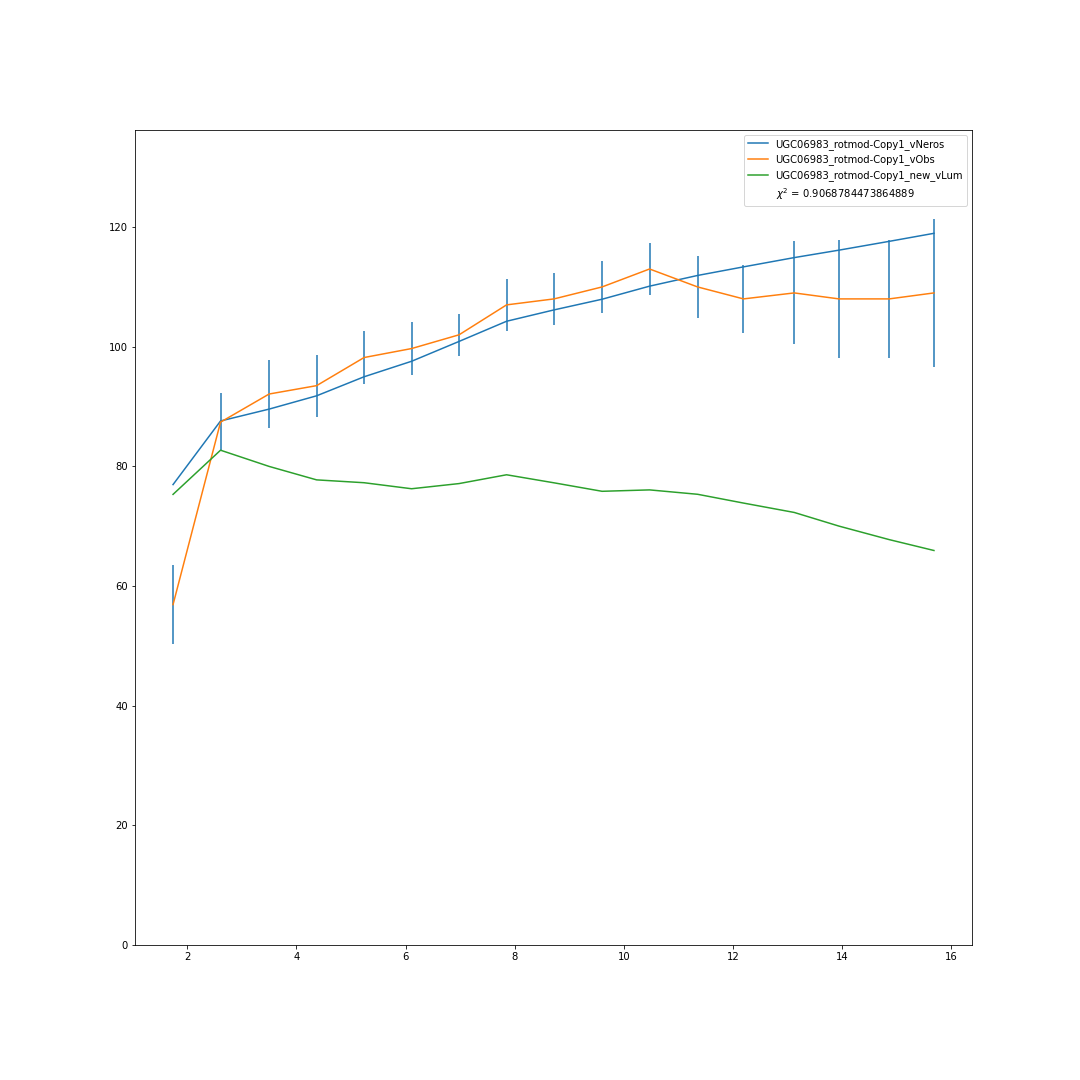 UGC06983_rotmod-Copy1_vNeros
UGC06983_rotmod-Copy1_vObs
UGC06983_rotmod-Copy1_new_vLum
χ² = 0.9068784473864889
120
100
80
60
40
20
0
2 4 6 8 10 12 14 16